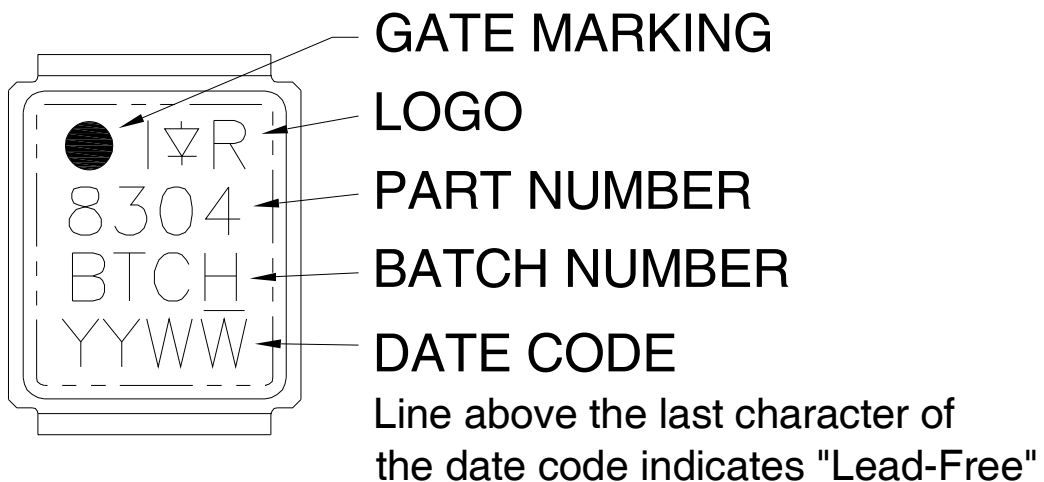 GATE MARKING
I R
LOGO
8304
PART NUMBER
BTCH
BATCH NUMBER
YYWW
DATE CODE
Line above the last character of
the date code indicates "Lead-Free"